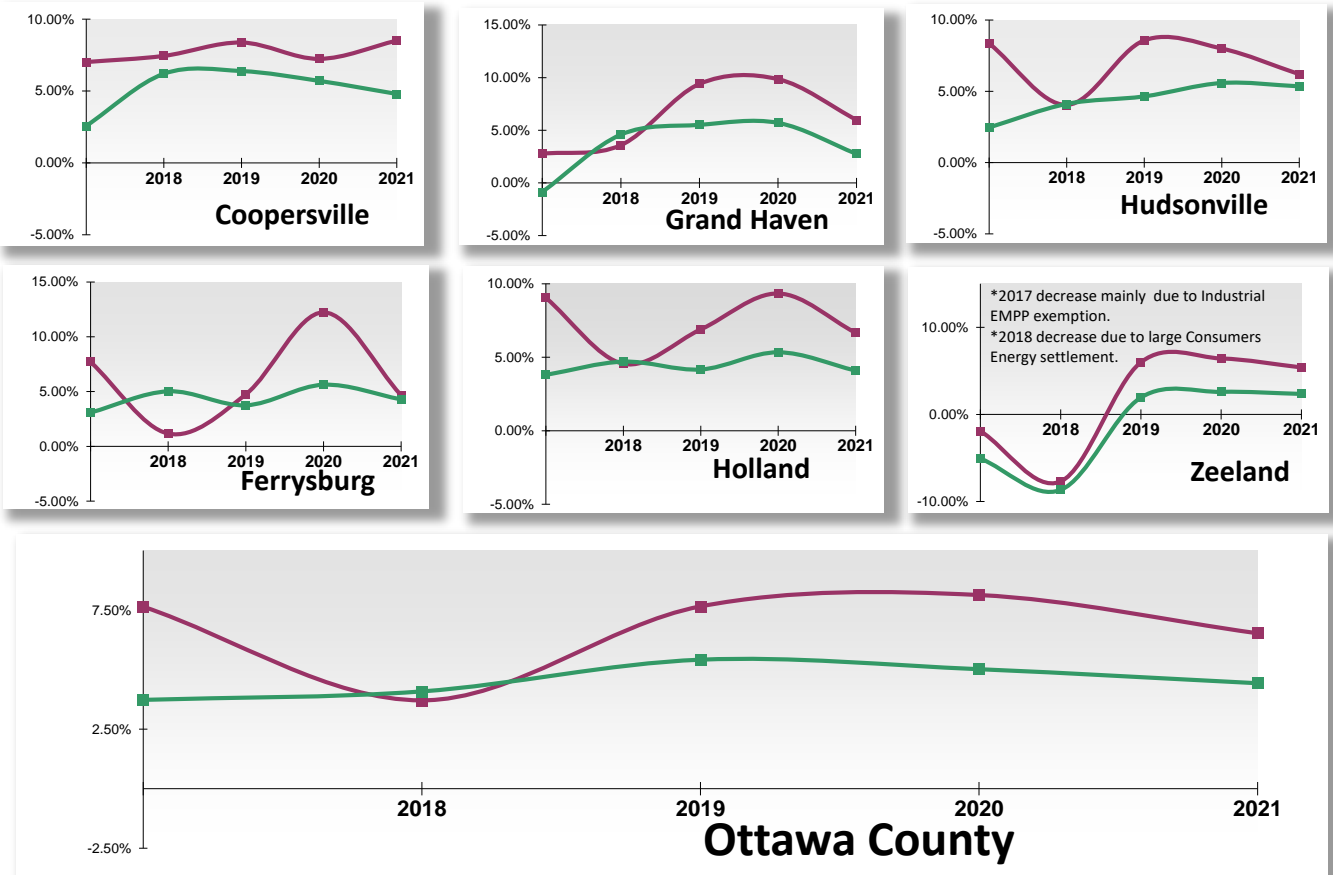 10.00%
5.00%
0.00%
-5.00%
2018 2019 2020 2021
Coopersville
15.00%
10.00%
5.00%
0.00%
-5.00%
2018 2019 2020 2021
Grand Haven
10.00%
5.00%
0.00%
-5.00%
2018 2019 2020 2021
Hudsonville
15.00%
10.00%
5.00%
0.00%
-5.00%
2018 2019 2020 2021
Ferrysburg
10.00%
5.00%
0.00%
-5.00%
2018 2019 2020 2021
Holland
*2017 decrease mainly due to Industrial
EMPP exemption.
*2018 decrease due to large Consumers
Energy settlement.
10.00%
0.00%
-10.00%
2018 2019 2020 2021
Zeeland
7.50%
2.50%
-2.50%
2018 2019 2020 2021
Ottawa County